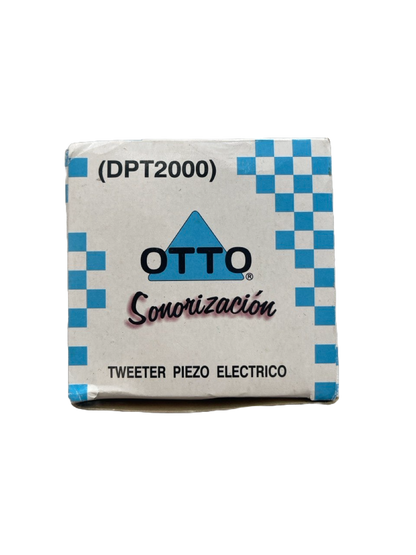 (DPT2000)
OTTO®
Sonorización
TWEETER PIEZO ELECTRICO